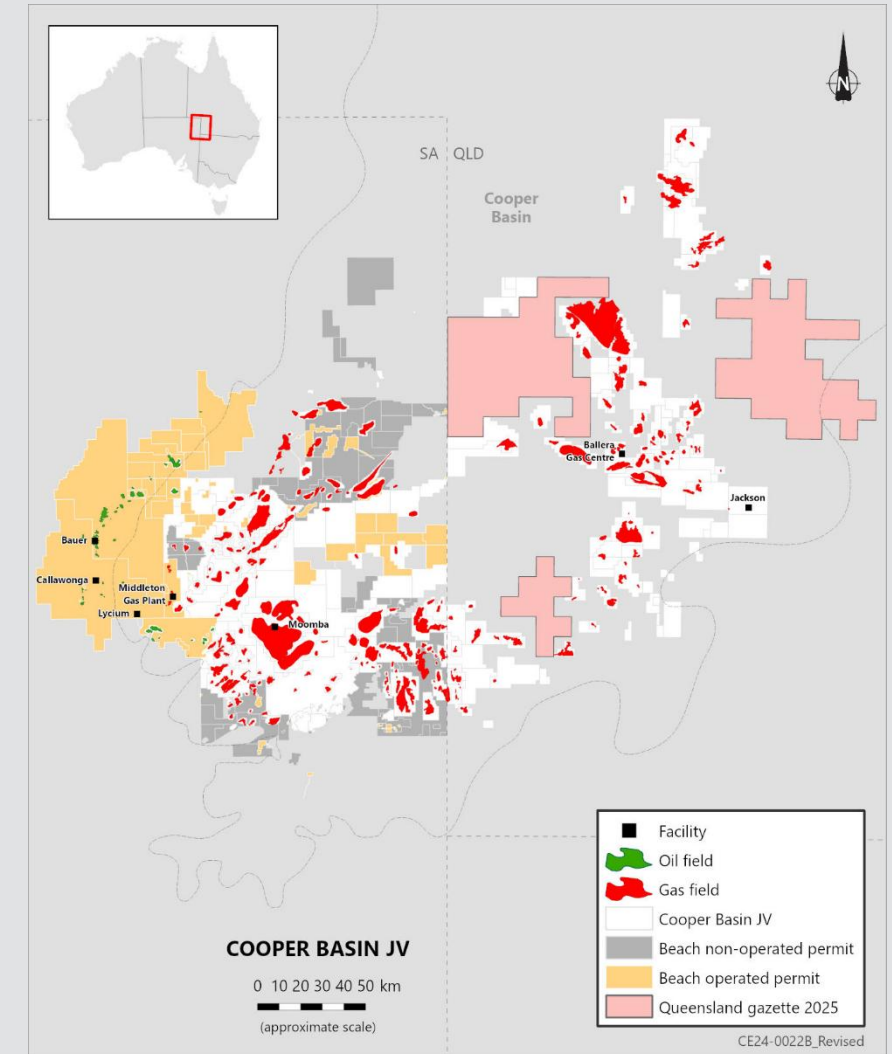 N
SA
QLD
Cooper
Basin
Ballera
Gas Centre
Jackson
Bauer
Callawonga
Middleton
Gas Plant
Lycium
Moomba
COOPER BASIN JV
0 10 20 30 40 50 km
(approximate scale)
Facility
Oil field
Gas field
Cooper Basin JV
Beach non-operated permit
Beach operated permit
Queensland gazette 2025
CE24-0022B_Revised